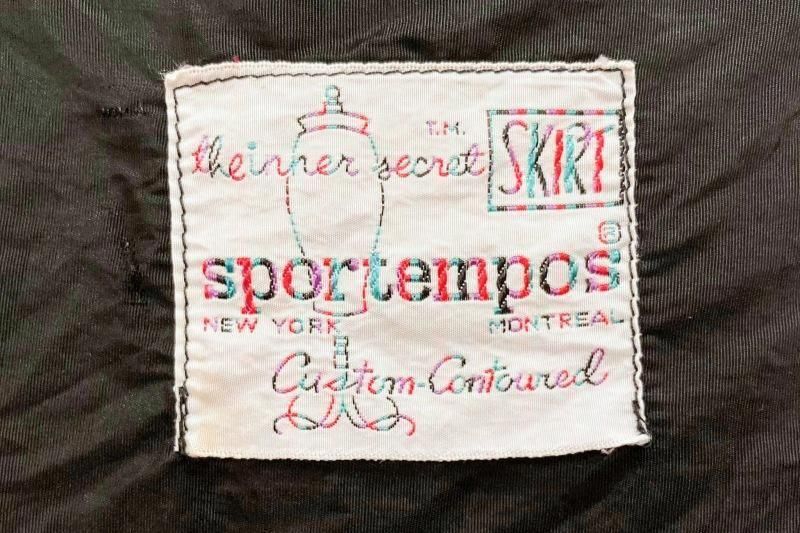 T.M.
the inner secret SKIRT
sportempos®
NEW YORK MONTREAL
Custom-Contoured